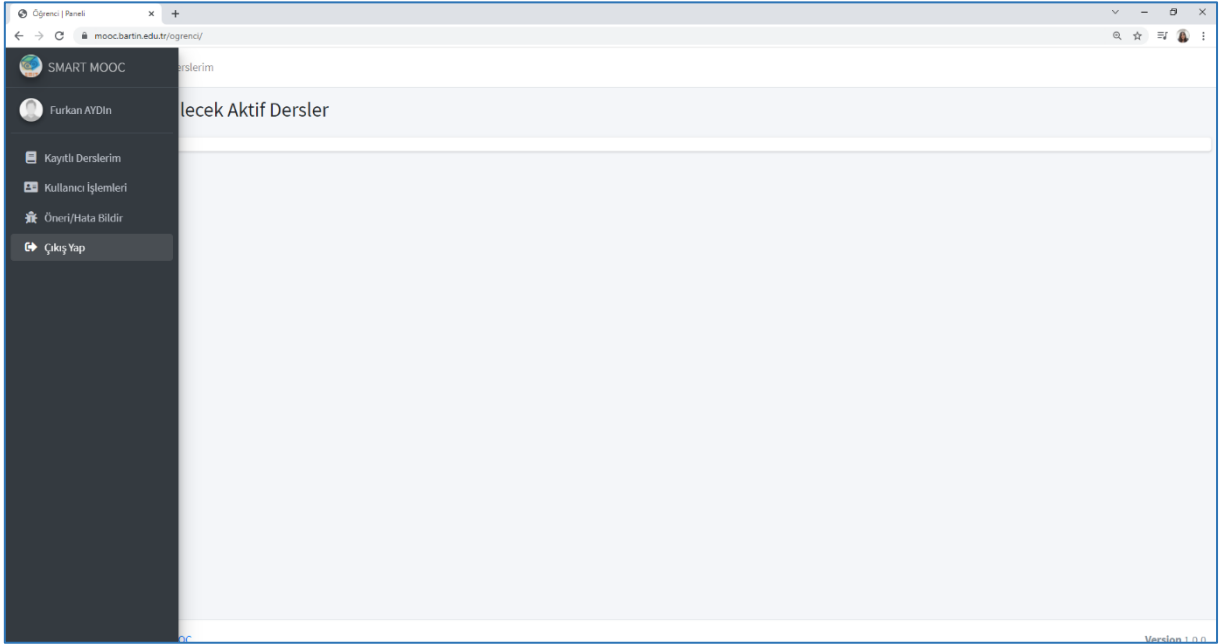 Öğrenci | Paneli
mooc.bartin.edu.tr/ogrenci/
SMART MOOC
erslerim
Furkan AYDIn
lecek Aktif Dersler
Kayıtlı Derslerim
Kullanıcı İşlemleri
Öneri/Hata Bildir
Çıkış Yap
OC
Version 1.0.0